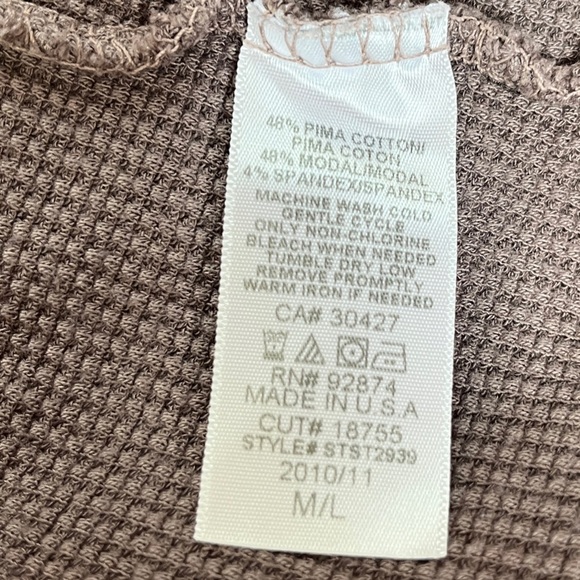 48% PIMA COTTON/
PIMA COTON
48% MODAL/MODAL
4% SPANDEX/SPANDEX
MACHINE WASH COLD
GENTLE CYCLE
ONLY NON-CHLORINE
BLEACH WHEN NEEDED
TUMBLE DRY LOW
REMOVE PROMPTLY
WARM IRON IF NEEDED
CA# 30427
RN# 92874
MADE IN U.S.A
CUT# 18755
STYLE# STST2939
2010/11
M/L